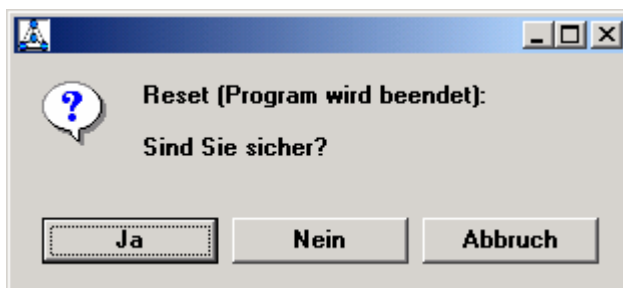 Reset (Program wird beendet):
Sind Sie sicher?
Ja Nein Abbruch